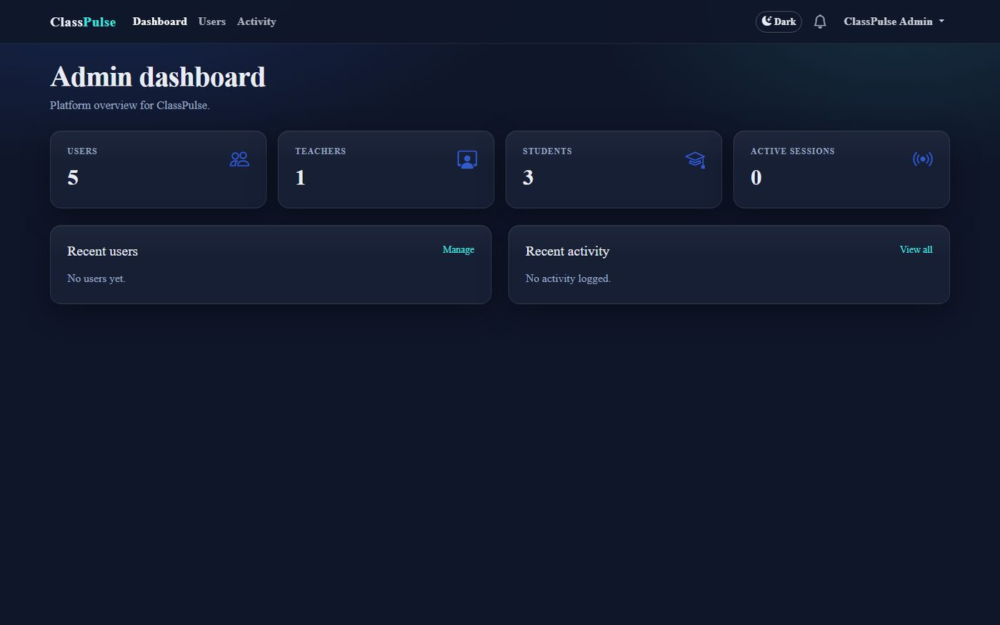 ClassPulse Dashboard Users Activity Dark ClassPulse Admin
Admin dashboard
Platform overview for ClassPulse.
USERS
5
TEACHERS
1
STUDENTS
3
ACTIVE SESSIONS
0
Recent users Manage
No users yet.
Recent activity View all
No activity logged.